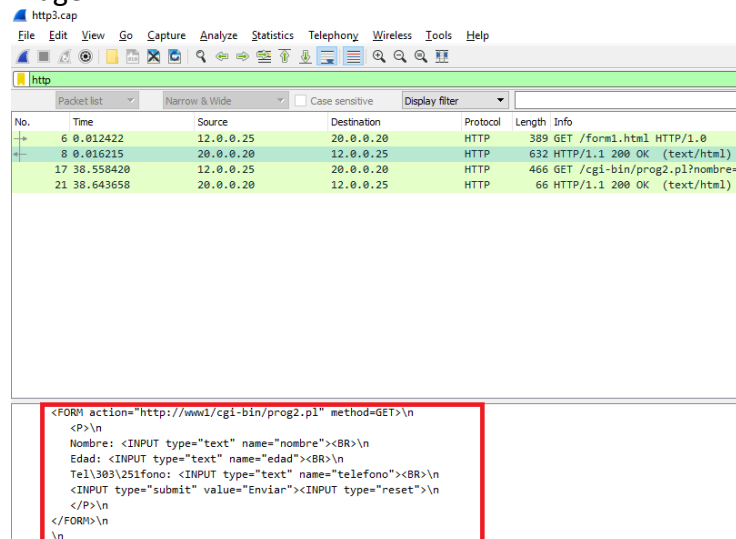 http3.cap
File Edit View Go Capture Analyze Statistics Telephony Wireless Tools Help
http
Packet list Narrow & Wide Case sensitive Display filter
No. Time Source Destination Protocol Length Info
6 0.012422 12.0.0.25 20.0.0.20 HTTP 389 GET /form1.html HTTP/1.0
8 0.016215 20.0.0.20 12.0.0.25 HTTP 632 HTTP/1.1 200 OK (text/html)
17 38.558420 12.0.0.25 20.0.0.20 HTTP 466 GET /cgi-bin/prog2.pl?nombre=
21 38.643658 20.0.0.20 12.0.0.25 HTTP 66 HTTP/1.1 200 OK (text/html)
<FORM action="http://www1/cgi-bin/prog2.pl" method=GET>\n
<P>\n
Nombre: <INPUT type="text" name="nombre"><BR>\n
Edad: <INPUT type="text" name="edad"><BR>\n
Tel\303\251fono: <INPUT type="text" name="telefono"><BR>\n
<INPUT type="submit" value="Enviar"><INPUT type="reset">\n
</P>\n
</FORM>\n
\n